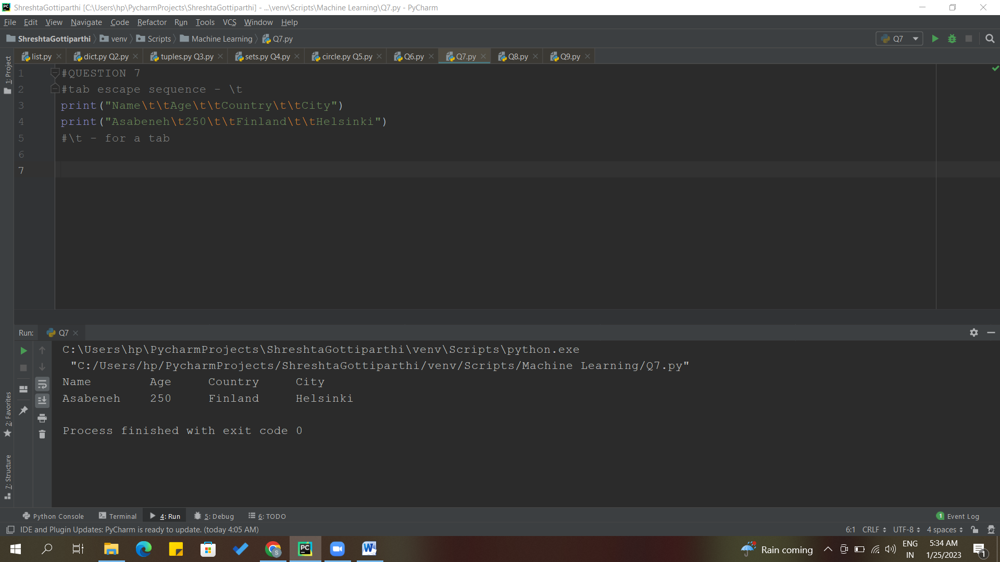 ShreshtaGottiparthi [C:\Users\hp\PycharmProjects\ShreshtaGottiparthi] - ...\venv\Scripts\Machine Learning\Q7.py - PyCharm
File Edit View Navigate Code Refactor Run Tools VCS Window Help
ShreshtaGottiparthi venv Scripts Machine Learning Q7.py Q7
list.py dict.py Q2.py tuples.py Q3.py sets.py Q4.py circle.py Q5.py Q6.py Q7.py Q8.py Q9.py
1: Project
1 #QUESTION 7
2 #tab escape sequence - \t
3 print("Name\t\tAge\t\tCountry\t\tCity")
4 print("Asabeneh\t250\t\tFinland\t\tHelsinki")
5 #\t - for a tab
6
7
Run: Q7
C:\Users\hp\PycharmProjects\ShreshtaGottiparthi\venv\Scripts\python.exe
"C:/Users/hp/PycharmProjects/ShreshtaGottiparthi/venv/Scripts/Machine Learning/Q7.py"
Name Age Country City
Asabeneh 250 Finland Helsinki
Process finished with exit code 0
2: Favorites
7: Structure
Python Console Terminal 4: Run 5: Debug 6: TODO 1 Event Log
IDE and Plugin Updates: PyCharm is ready to update. (today 4:05 AM) 6:1 CRLF UTF-8 4 spaces
Rain coming ENG IN 5:34 AM 1/25/2023 1